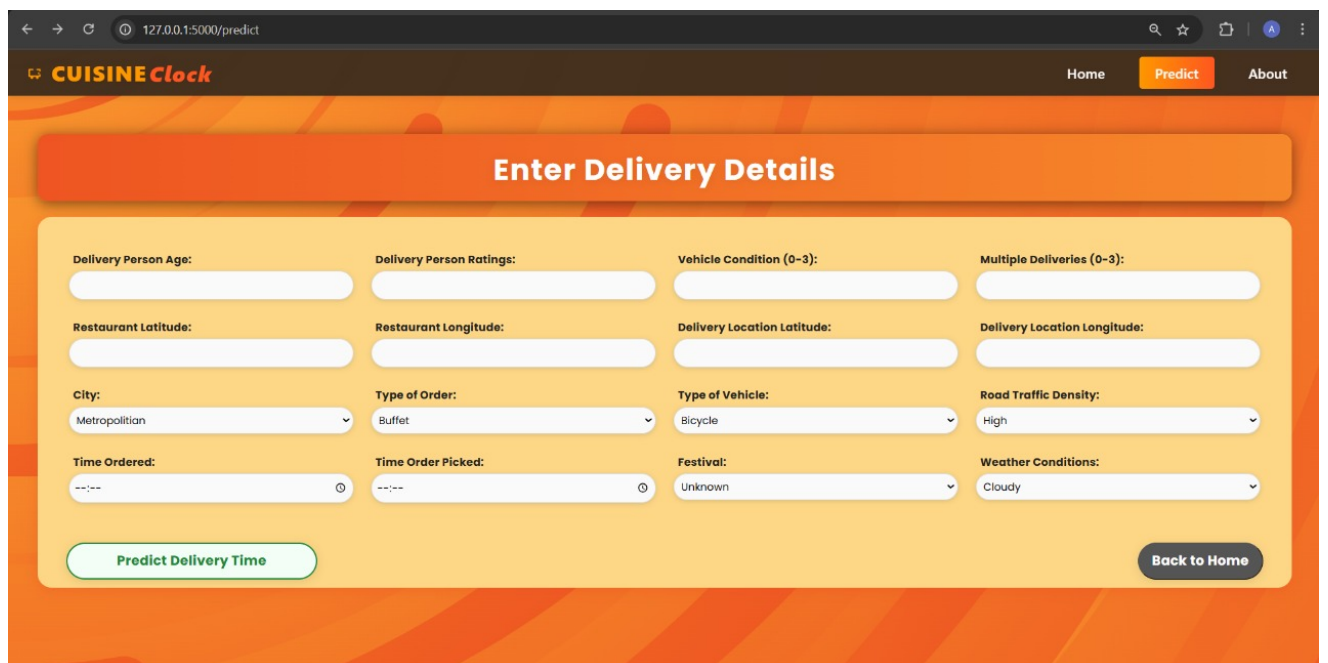 127.0.0.1:5000/predict
A
CUISINE Clock
Home Predict About
Enter Delivery Details
Delivery Person Age: Delivery Person Ratings: Vehicle Condition (0-3): Multiple Deliveries (0-3):
Restaurant Latitude: Restaurant Longitude: Delivery Location Latitude: Delivery Location Longitude:
City: Type of Order: Type of Vehicle: Road Traffic Density:
Metropolitian Buffet Bicycle High
Time Ordered: Time Order Picked: Festival: Weather Conditions:
--:-- --:-- Unknown Cloudy
Predict Delivery Time Back to Home